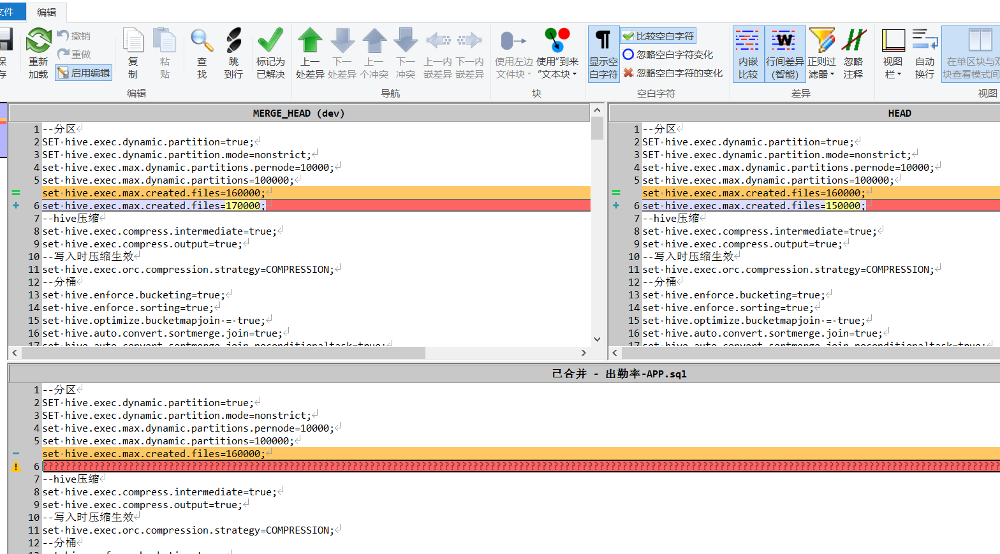 文件 编辑
保存
重新加载
撤销
重做
启用编辑
复制
粘贴
查找
跳到行
标记为已解决
上一处差异
下一处差异
上一个冲突
下一冲突
上一内嵌差异
下一内嵌差异
使用左边文件块
使用“到来”文本块
显示空白字符
比较空白字符
忽略空白字符变化
忽略空白字符的变化
内嵌比较
行间差异(智能)
正则过滤器
忽略注释
视图栏
自动换行
在单区块与双
块查看模式间
编辑 导航 块 空白字符 差异 视图
MERGE_HEAD (dev)
1 --分区
2 SET hive.exec.dynamic.partition=true;
3 SET hive.exec.dynamic.partition.mode=nonstrict;
4 set hive.exec.max.dynamic.partitions.pernode=10000;
5 set hive.exec.max.dynamic.partitions=100000;
set hive.exec.max.created.files=160000;
6 set hive.exec.max.created.files=170000;
7 --hive压缩
8 set hive.exec.compress.intermediate=true;
9 set hive.exec.compress.output=true;
10 --写入时压缩生效
11 set hive.exec.orc.compression.strategy=COMPRESSION;
12 --分桶
13 set hive.enforce.bucketing=true;
14 set hive.enforce.sorting=true;
15 set hive.optimize.bucketmapjoin = true;
16 set hive.auto.convert.sortmerge.join=true;
17 set hive.auto.convert.sortmerge.join.noconditionaltask=true;
HEAD
1 --分区
2 SET hive.exec.dynamic.partition=true;
3 SET hive.exec.dynamic.partition.mode=nonstrict;
4 set hive.exec.max.dynamic.partitions.pernode=10000;
5 set hive.exec.max.dynamic.partitions=100000;
set hive.exec.max.created.files=160000;
6 set hive.exec.max.created.files=150000;
7 --hive压缩
8 set hive.exec.compress.intermediate=true;
9 set hive.exec.compress.output=true;
10 --写入时压缩生效
11 set hive.exec.orc.compression.strategy=COMPRESSION;
12 --分桶
13 set hive.enforce.bucketing=true;
14 set hive.enforce.sorting=true;
15 set hive.optimize.bucketmapjoin = true;
16 set hive.auto.convert.sortmerge.join=true;
17 set hive.auto.convert.sortmerge.join.noconditionaltask=true;
已合并 - 出勤率-APP.sql
1 --分区
2 SET hive.exec.dynamic.partition=true;
3 SET hive.exec.dynamic.partition.mode=nonstrict;
4 set hive.exec.max.dynamic.partitions.pernode=10000;
5 set hive.exec.max.dynamic.partitions=100000;
set hive.exec.max.created.files=160000;
6
7 --hive压缩
8 set hive.exec.compress.intermediate=true;
9 set hive.exec.compress.output=true;
10 --写入时压缩生效
11 set hive.exec.orc.compression.strategy=COMPRESSION;
12 --分桶